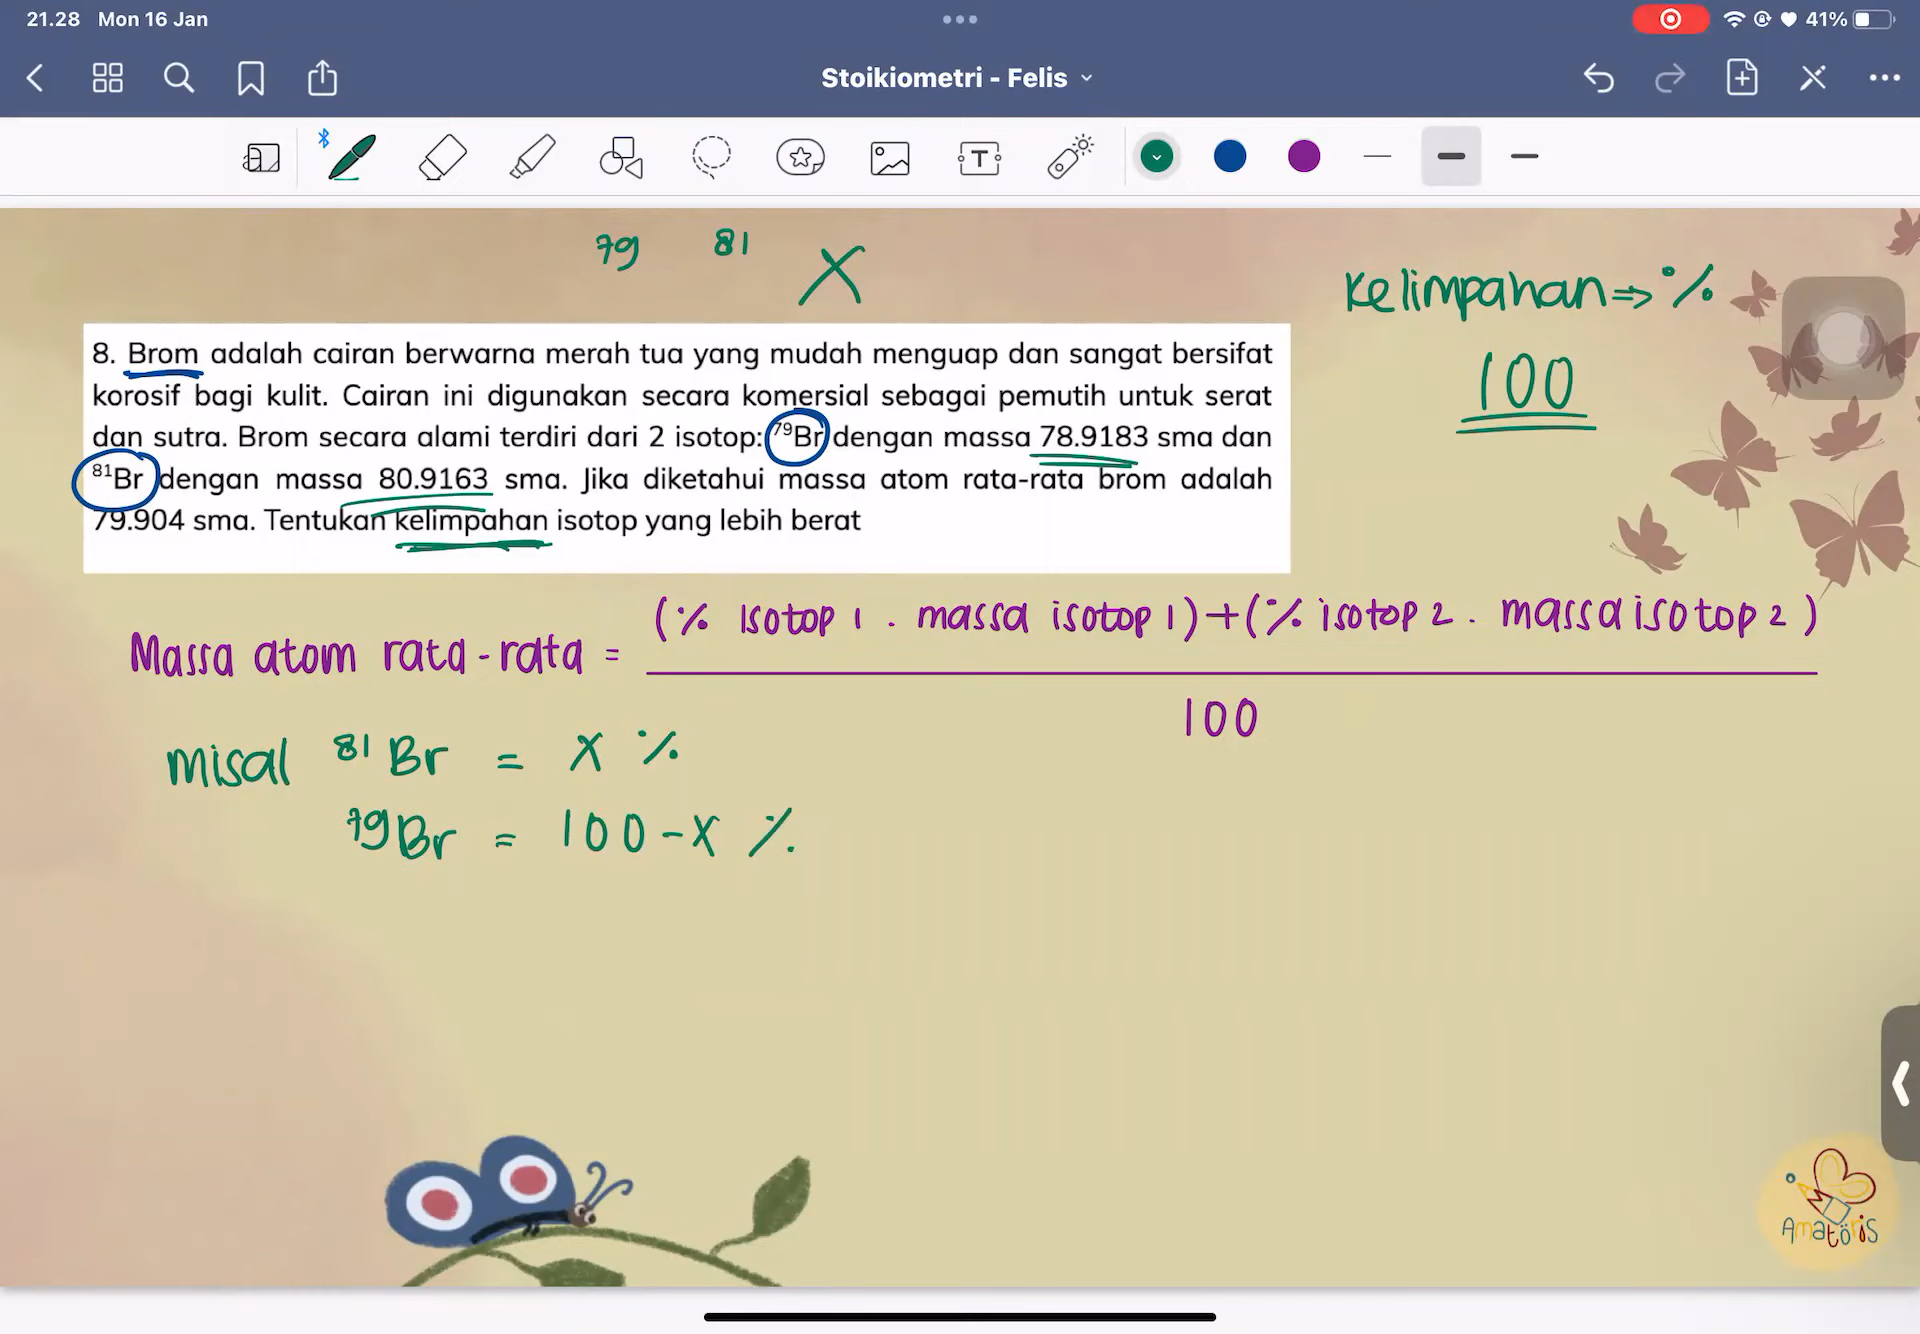 21.28 Mon 16 Jan
41%
Stoikiometri - Felis
79 81 X
Kelimpahan ⇒ %
100
8. Brom adalah cairan berwarna merah tua yang mudah menguap dan sangat bersifat
korosif bagi kulit. Cairan ini digunakan secara komersial sebagai pemutih untuk serat
dan sutra. Brom secara alami terdiri dari 2 isotop: ⁷⁹Br dengan massa 78.9183 sma dan
⁸¹Br dengan massa 80.9163 sma. Jika diketahui massa atom rata-rata brom adalah
79.904 sma. Tentukan kelimpahan isotop yang lebih berat
(% Isotop 1 . massa isotop 1) + (% isotop 2 . massa isotop 2)
Massa atom rata-rata =
100
misal ⁸¹Br = X %
⁷⁹Br = 100-X %
Amatöris